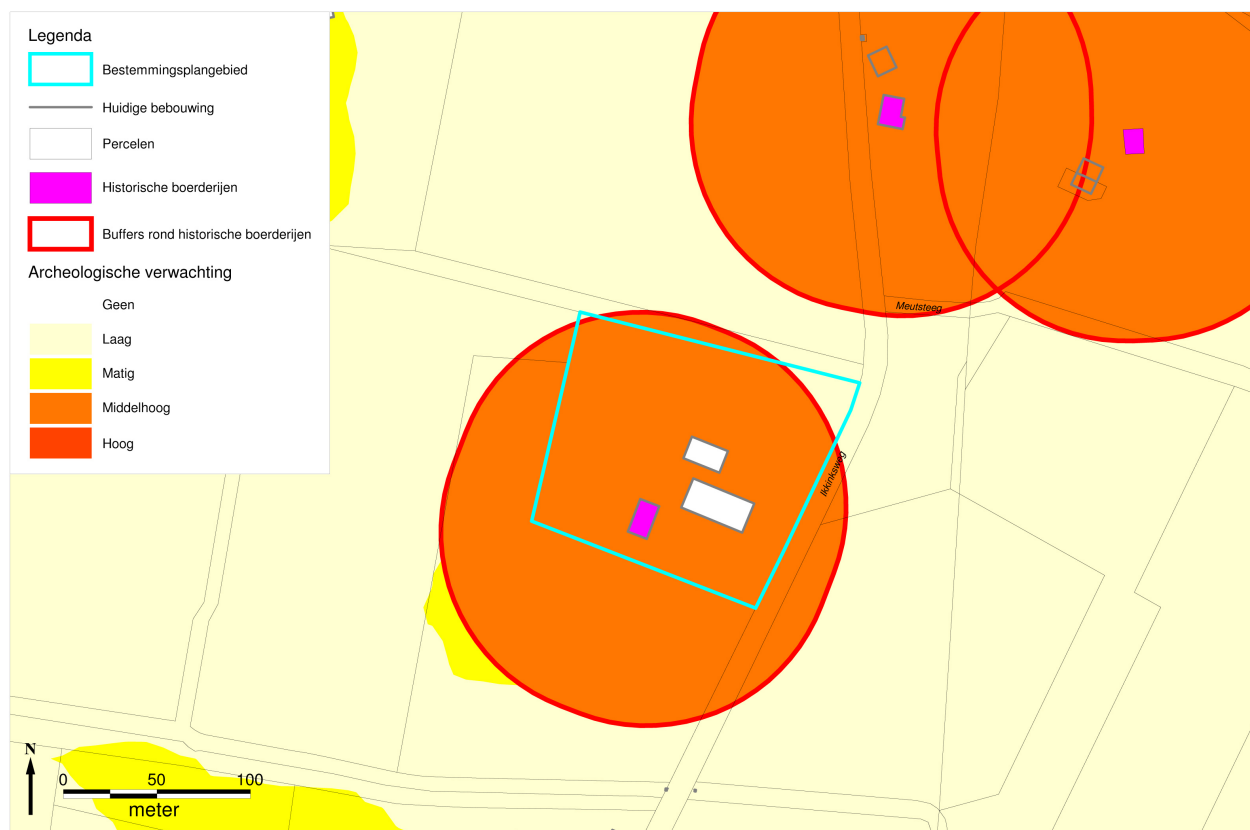 Legenda
Bestemmingsplangebied
Huidige bebouwing
Percelen
Historische boerderijen
Buffers rond historische boerderijen
Archeologische verwachting
Geen
Laag
Matig
Middelhoog
Hoog
Meutsteeg
Ikkinksweg
N
0 50 100
meter